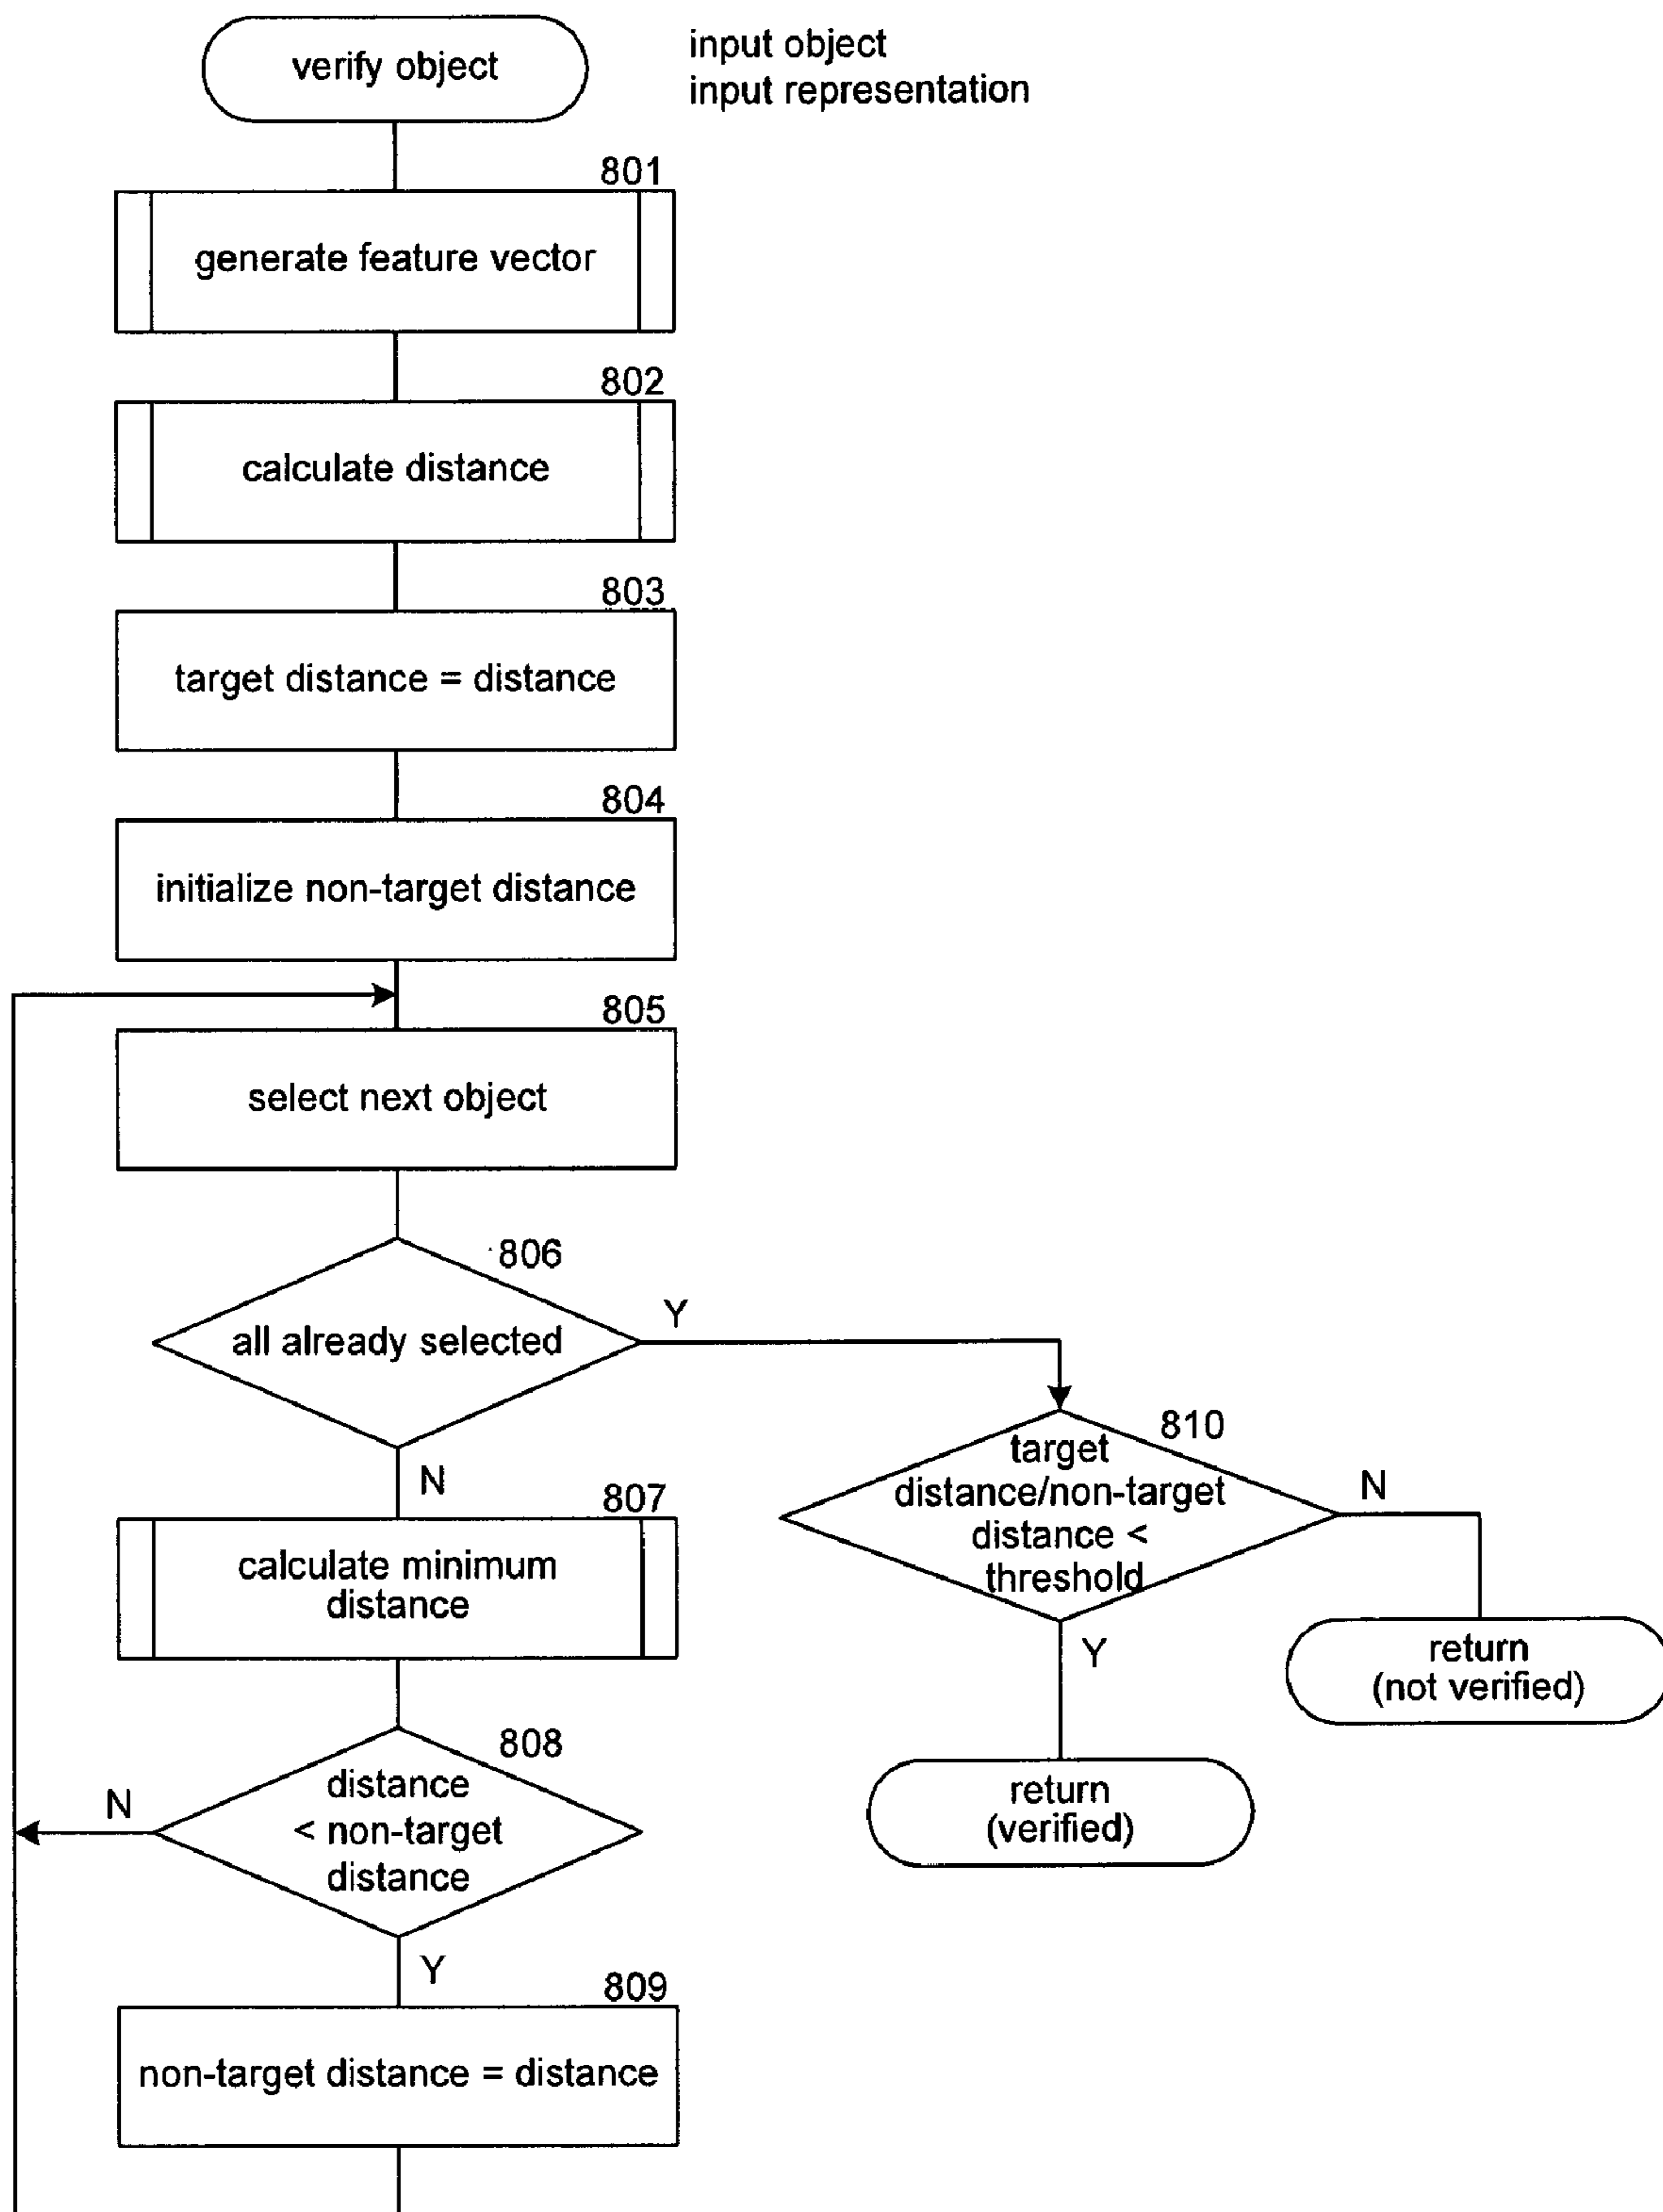 verify object
input object
input representation
801
generate feature vector
802
calculate distance
803
target distance = distance
804
initialize non-target distance
805
select next object
806
all already selected
Y
N
807
calculate minimum
distance
808
distance
< non-target
distance
N
Y
809
non-target distance = distance
810
target
distance/non-target
distance <
threshold
N
Y
return
(not verified)
return
(verified)